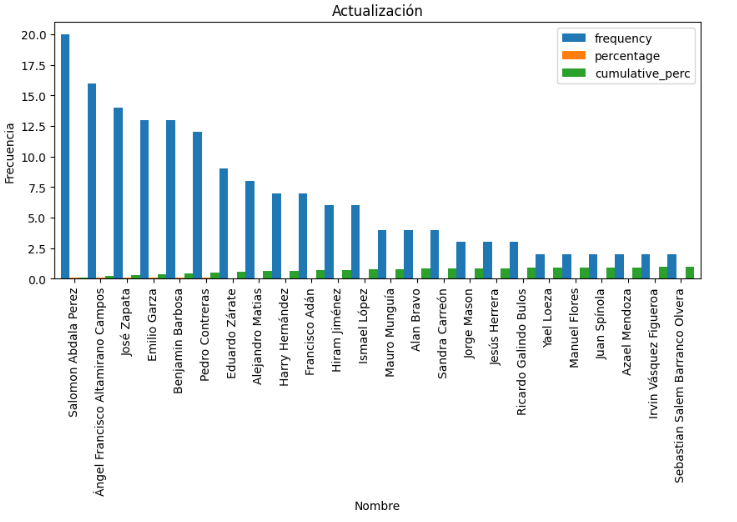 Actualización
frequency
percentage
cumulative_perc
Frecuencia
20.0
17.5
15.0
12.5
10.0
7.5
5.0
2.5
0.0
Salomon Abdala Perez
Ángel Francisco Altamirano Campos
José Zapata
Emilio Garza
Benjamin Barbosa
Pedro Contreras
Eduardo Zárate
Alejandro Matias
Harry Hernández
Francisco Adán
Hiram Jiménez
Ismael López
Mauro Munguía
Alan Bravo
Sandra Carreón
Jorge Mason
Jesús Herrera
Ricardo Galindo Bulos
Yael Loeza
Manuel Flores
Juan Spínola
Azael Mendoza
Irvin Vásquez Figueroa
Sebastian Salem Barranco Olvera
Nombre